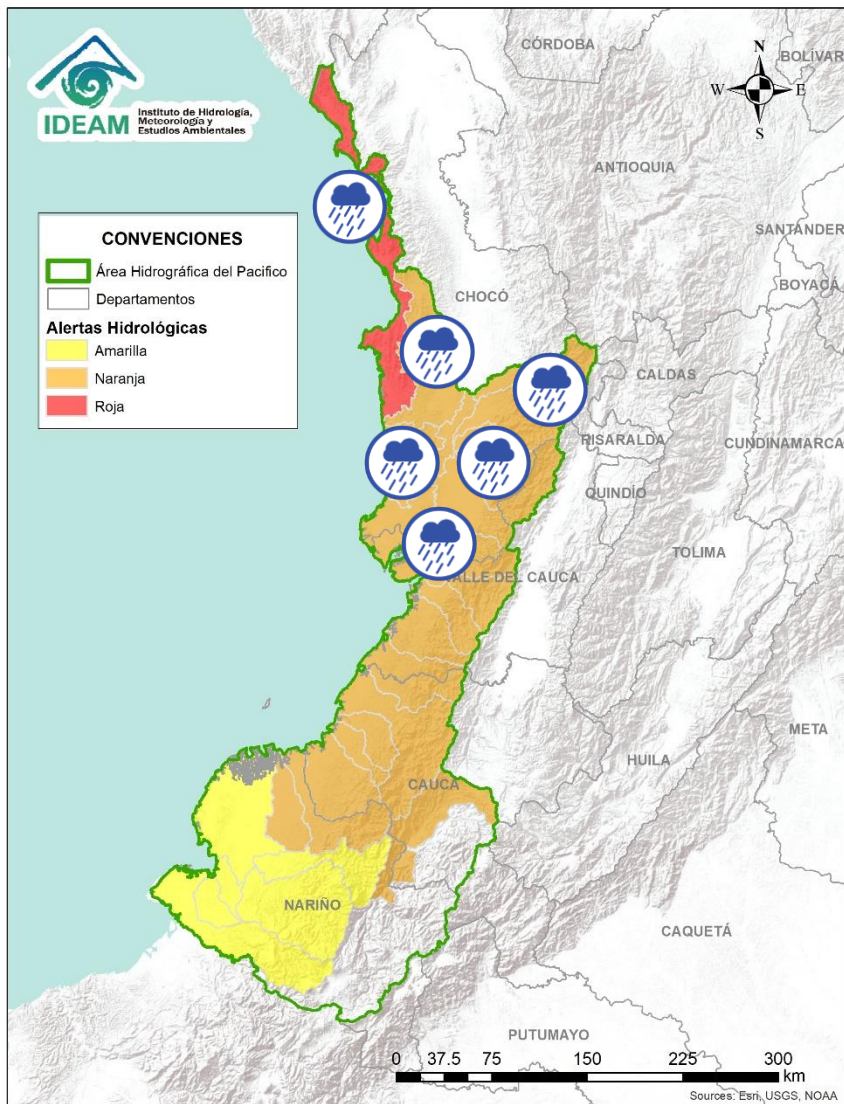 IDEAM
Instituto de Hidrología,
Meteorología y
Estudios Ambientales
CÓRDOBA
BOLÍVAR
N
W
E
S
ANTIOQUIA
SANTANDER
BOYACÁ
CONVENCIONES
Área Hidrográfica del Pacifico
Departamentos
Alertas Hidrológicas
Amarilla
Naranja
Roja
CHOCÓ
CALDAS
RISARALDA
CUNDINAMARCA
QUINDÍO
TOLIMA
VALLE DEL CAUCA
META
HUILA
CAUCA
NARIÑO
CAQUETÁ
PUTUMAYO
0 37.5 75 150 225 300
km
Sources: Esri, USGS, NOAA